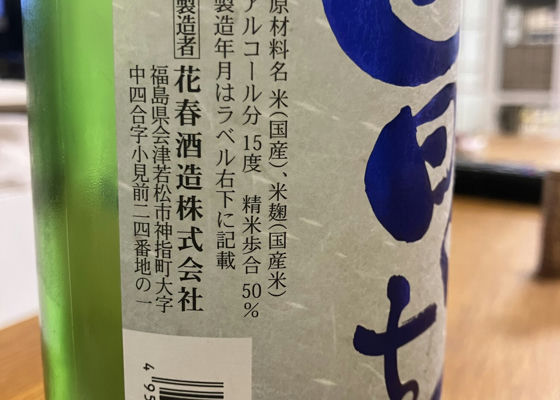 原材料名 米(国産)、米麹(国産米)
アルコール分 15度 精米歩合 50%
製造年月はラベル右下に記載
製造者 花春酒造株式会社
福島県会津若松市神指町大字
中四合字小見前二四番地の一
4 95